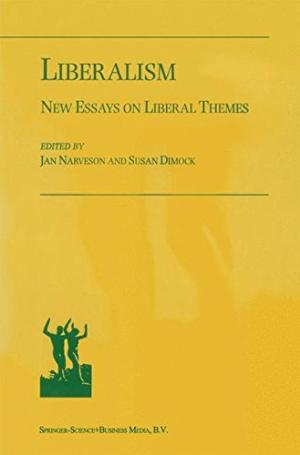 LIBERALISM
NEW ESSAYS ON LIBERAL THEMES
EDITED BY
JAN NARVESON AND SUSAN DIMOCK
SPRINGER-SCIENCE+BUSINESS MEDIA, B.V.